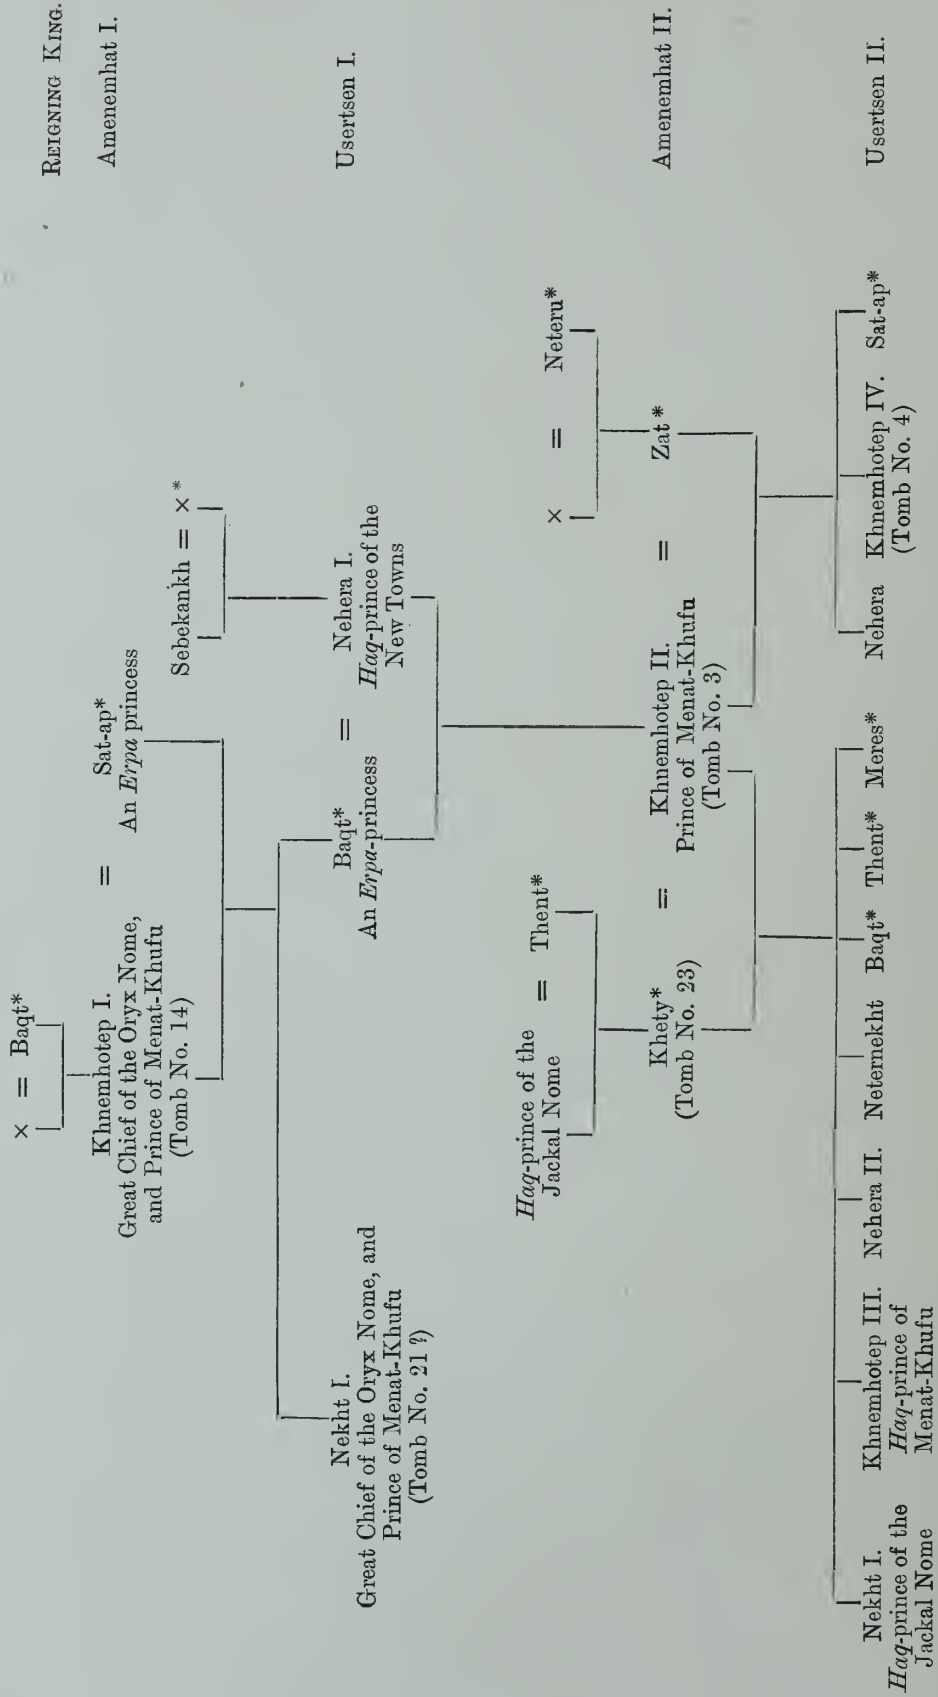 REIGNING KING.
× = Baqt*
Khnemhotep I. = Sat-ap* Amenemhat I.
Great Chief of the Oryx Nome, An Erpa princess
and Prince of Menat-Khufu
(Tomb No. 14)
Sebekankh = ×*
Nekht I. Baqt* = Nehera I. Usertsen I.
Great Chief of the Oryx Nome, and An Erpa-princess Haq-prince of the
Prince of Menat-Khufu New Towns
(Tomb No. 21?)
Haq-prince of the = Thent* × = Neteru*
Jackal Nome
Khety* = Khnemhotep II. = Zat* Amenemhat II.
(Tomb No. 23) Prince of Menat-Khufu
(Tomb No. 3)
Nekht I. Khnemhotep III. Nehera II. Neternekht Baqt* Thent* Meres* Nehera Khnemhotep IV. Sat-ap* Usertsen II.
Haq-prince of the Haq-prince of (Tomb No. 4)
Jackal Nome Menat-Khufu